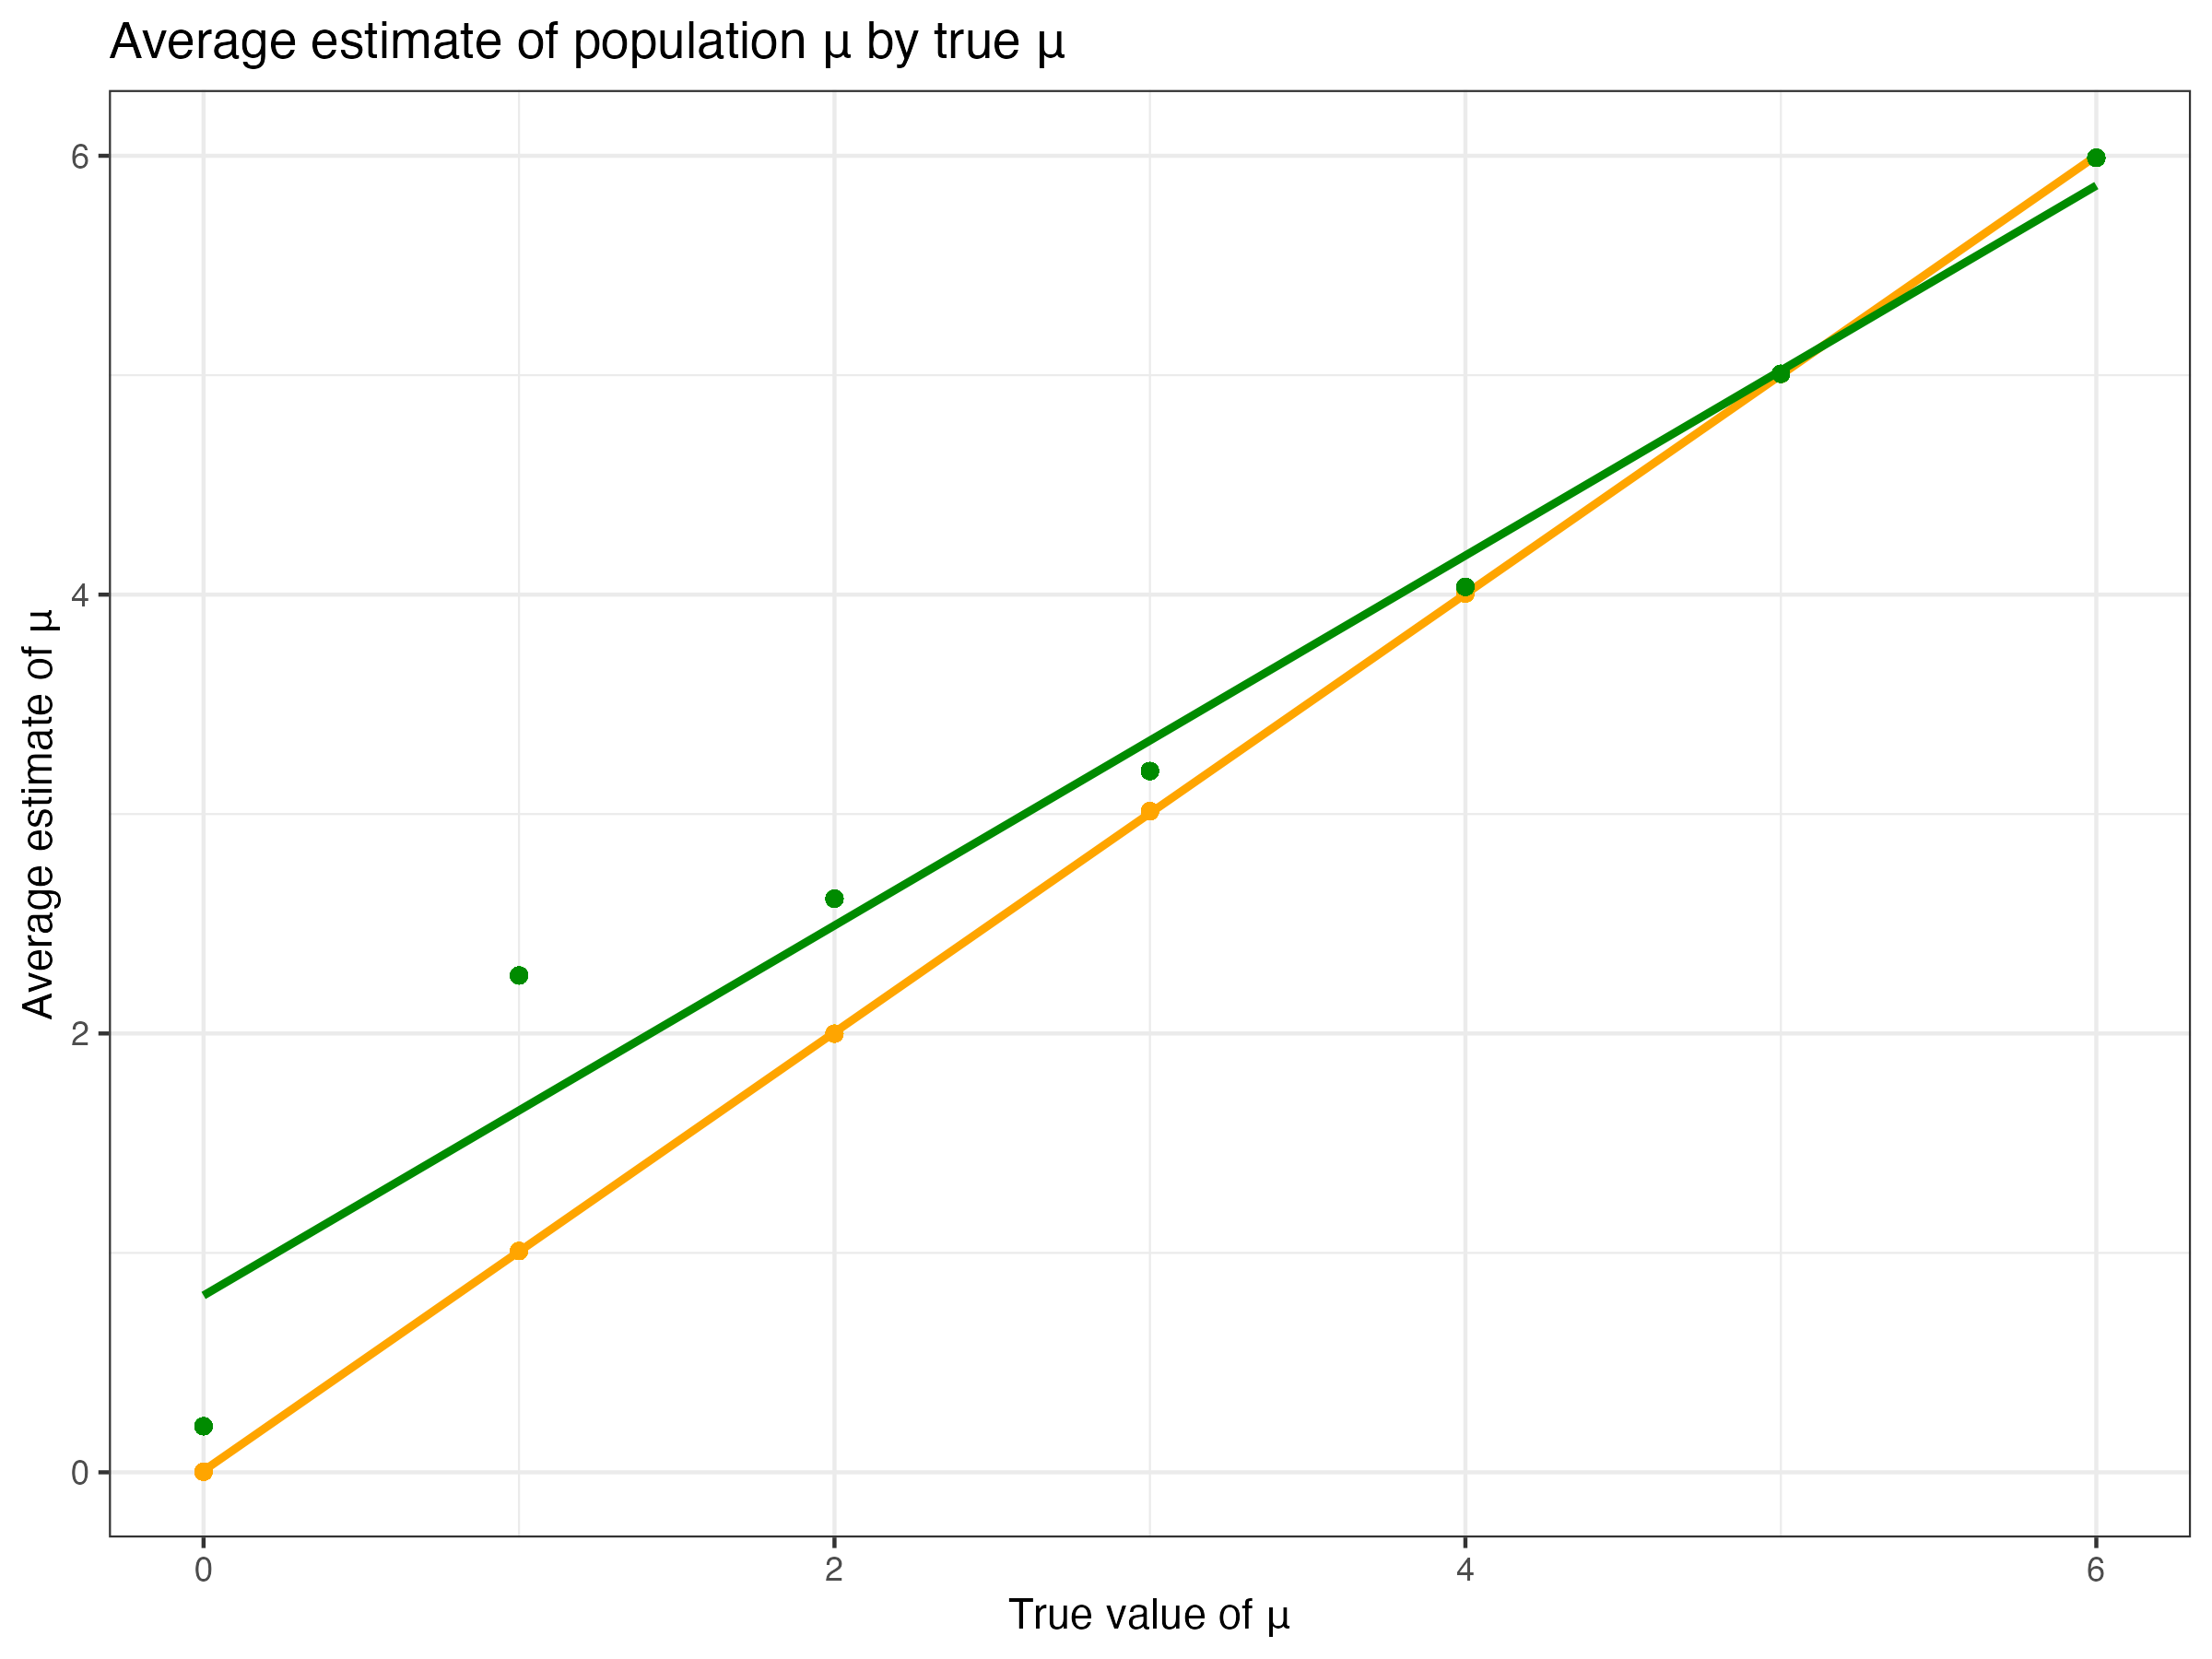 Average estimate of population μ by true μ
Average estimate of μ
6
4
2
0
0
2
4
6
True value of μ